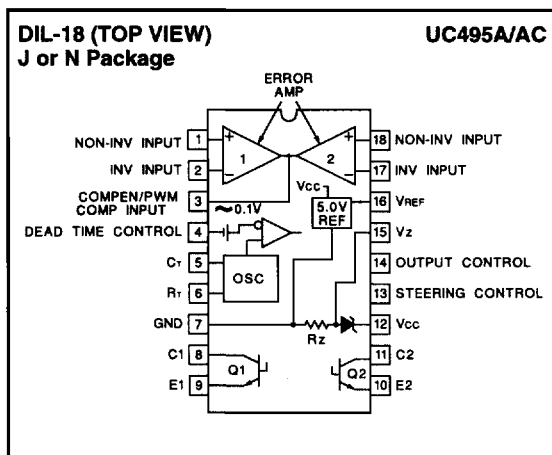 DIL-18 (TOP VIEW) UC495A/AC
J or N Package
ERROR
AMP
NON-INV INPUT 1 + + 18 NON-INV INPUT
1 2
INV INPUT 2 − − 17 INV INPUT
COMPEN/PWM
COMP INPUT 3 Vcc 16 VREF
≈0.1V 5.0V
REF
DEAD TIME CONTROL 4 15 Vz
CT 5 14 OUTPUT CONTROL
OSC
RT 6 13 STEERING CONTROL
GND 7 12 Vcc
Rz
C1 8 11 C2
Q1 Q2
E1 9 10 E2